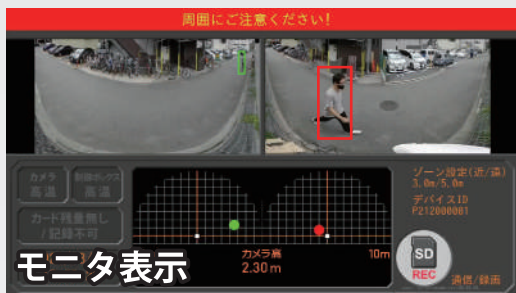 周囲にご注意ください!
カメラ
高温
制御ボックス
高温
カード残量無し
/記録不可
カメラ高
2.30m
10m
ゾーン設定(近/遠)
3.0m/5.0m
デバイスID
P212000001
SD
REC
通信/録画
モニタ表示